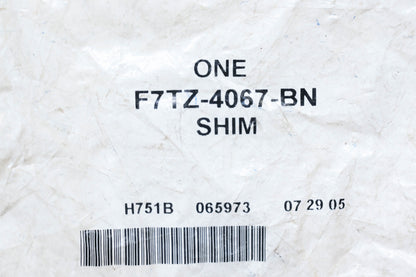 ONE
F7TZ-4067-BN
SHIM
H751B 065973 07 29 05